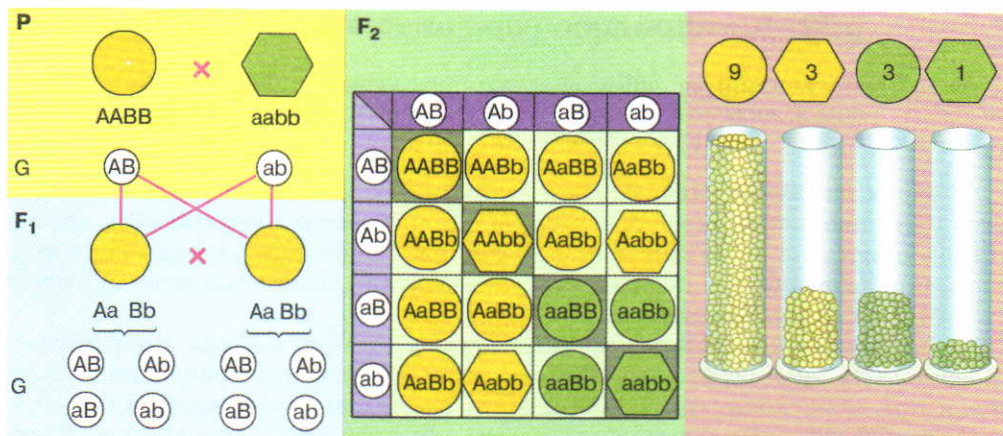 P
AABB × aabb
G AB ab
F₁
×
Aa Bb Aa Bb
G AB Ab AB Ab
aB ab aB ab
F₂
AB Ab aB ab
AB AABB AABb AaBB AaBb
Ab AABb AAbb AaBb Aabb
aB AaBB AaBb aaBB aaBb
ab AaBb Aabb aaBb aabb
9 3 3 1